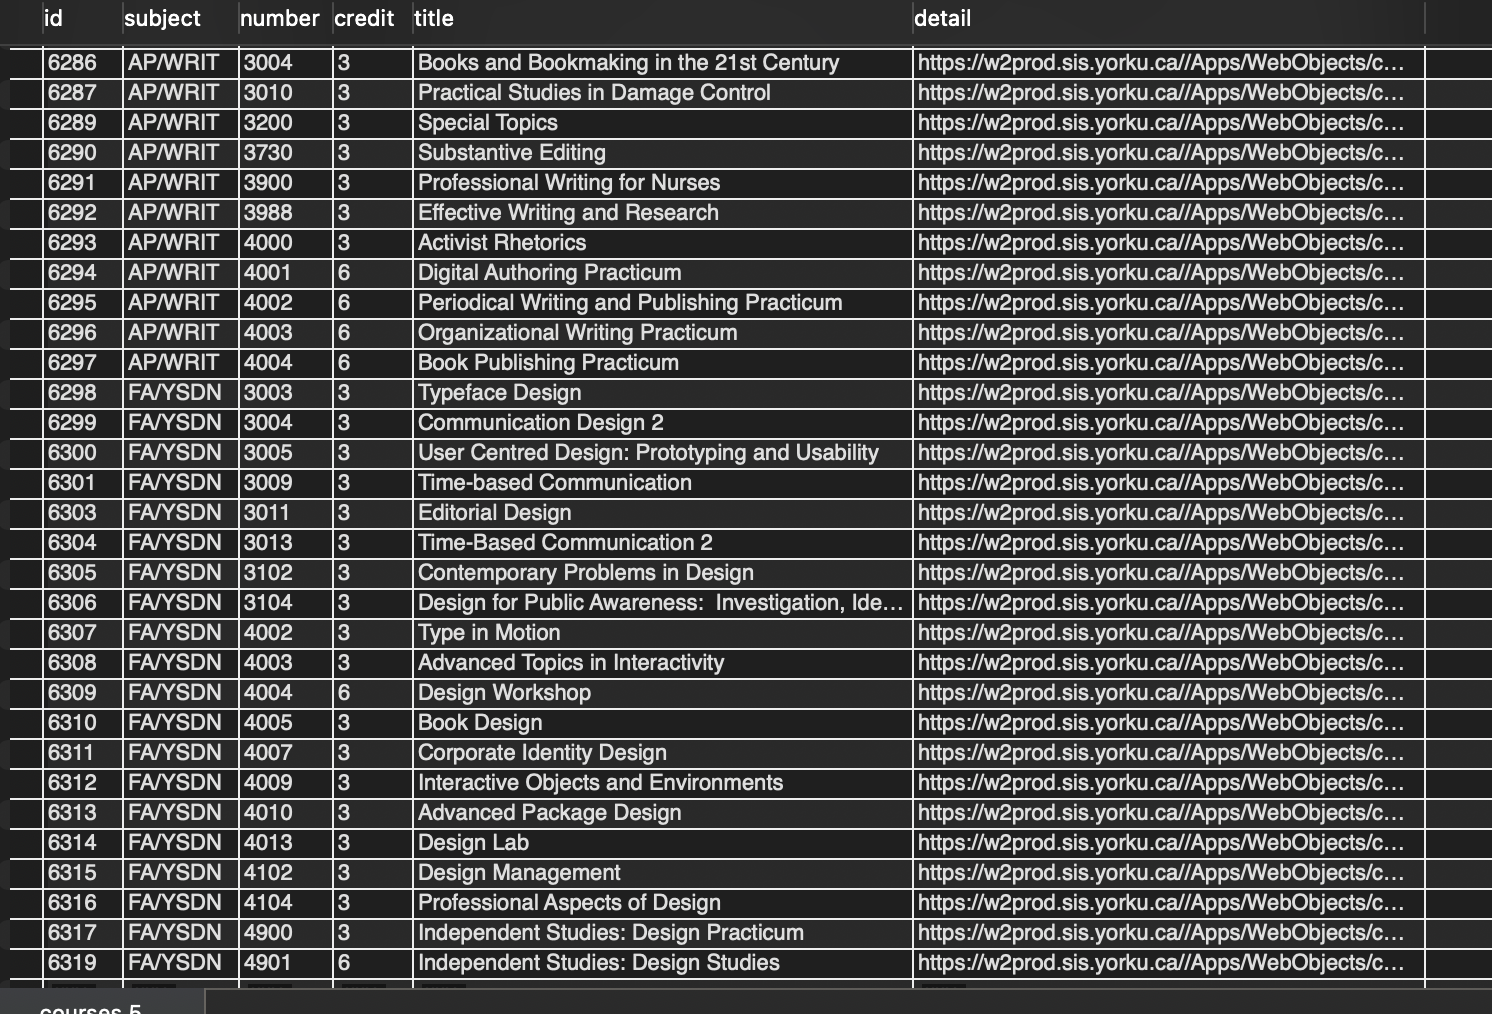 id subject number credit title detail
6286 AP/WRIT 3004 3 Books and Bookmaking in the 21st Century https://w2prod.sis.yorku.ca//Apps/WebObjects/c...
6287 AP/WRIT 3010 3 Practical Studies in Damage Control https://w2prod.sis.yorku.ca//Apps/WebObjects/c...
6289 AP/WRIT 3200 3 Special Topics https://w2prod.sis.yorku.ca//Apps/WebObjects/c...
6290 AP/WRIT 3730 3 Substantive Editing https://w2prod.sis.yorku.ca//Apps/WebObjects/c...
6291 AP/WRIT 3900 3 Professional Writing for Nurses https://w2prod.sis.yorku.ca//Apps/WebObjects/c...
6292 AP/WRIT 3988 3 Effective Writing and Research https://w2prod.sis.yorku.ca//Apps/WebObjects/c...
6293 AP/WRIT 4000 3 Activist Rhetorics https://w2prod.sis.yorku.ca//Apps/WebObjects/c...
6294 AP/WRIT 4001 6 Digital Authoring Practicum https://w2prod.sis.yorku.ca//Apps/WebObjects/c...
6295 AP/WRIT 4002 6 Periodical Writing and Publishing Practicum https://w2prod.sis.yorku.ca//Apps/WebObjects/c...
6296 AP/WRIT 4003 6 Organizational Writing Practicum https://w2prod.sis.yorku.ca//Apps/WebObjects/c...
6297 AP/WRIT 4004 6 Book Publishing Practicum https://w2prod.sis.yorku.ca//Apps/WebObjects/c...
6298 FA/YSDN 3003 3 Typeface Design https://w2prod.sis.yorku.ca//Apps/WebObjects/c...
6299 FA/YSDN 3004 3 Communication Design 2 https://w2prod.sis.yorku.ca//Apps/WebObjects/c...
6300 FA/YSDN 3005 3 User Centred Design: Prototyping and Usability https://w2prod.sis.yorku.ca//Apps/WebObjects/c...
6301 FA/YSDN 3009 3 Time-based Communication https://w2prod.sis.yorku.ca//Apps/WebObjects/c...
6303 FA/YSDN 3011 3 Editorial Design https://w2prod.sis.yorku.ca//Apps/WebObjects/c...
6304 FA/YSDN 3013 3 Time-Based Communication 2 https://w2prod.sis.yorku.ca//Apps/WebObjects/c...
6305 FA/YSDN 3102 3 Contemporary Problems in Design https://w2prod.sis.yorku.ca//Apps/WebObjects/c...
6306 FA/YSDN 3104 3 Design for Public Awareness:  Investigation, Ide... https://w2prod.sis.yorku.ca//Apps/WebObjects/c...
6307 FA/YSDN 4002 3 Type in Motion https://w2prod.sis.yorku.ca//Apps/WebObjects/c...
6308 FA/YSDN 4003 3 Advanced Topics in Interactivity https://w2prod.sis.yorku.ca//Apps/WebObjects/c...
6309 FA/YSDN 4004 6 Design Workshop https://w2prod.sis.yorku.ca//Apps/WebObjects/c...
6310 FA/YSDN 4005 3 Book Design https://w2prod.sis.yorku.ca//Apps/WebObjects/c...
6311 FA/YSDN 4007 3 Corporate Identity Design https://w2prod.sis.yorku.ca//Apps/WebObjects/c...
6312 FA/YSDN 4009 3 Interactive Objects and Environments https://w2prod.sis.yorku.ca//Apps/WebObjects/c...
6313 FA/YSDN 4010 3 Advanced Package Design https://w2prod.sis.yorku.ca//Apps/WebObjects/c...
6314 FA/YSDN 4013 3 Design Lab https://w2prod.sis.yorku.ca//Apps/WebObjects/c...
6315 FA/YSDN 4102 3 Design Management https://w2prod.sis.yorku.ca//Apps/WebObjects/c...
6316 FA/YSDN 4104 3 Professional Aspects of Design https://w2prod.sis.yorku.ca//Apps/WebObjects/c...
6317 FA/YSDN 4900 3 Independent Studies: Design Practicum https://w2prod.sis.yorku.ca//Apps/WebObjects/c...
6319 FA/YSDN 4901 6 Independent Studies: Design Studies https://w2prod.sis.yorku.ca//Apps/WebObjects/c...
courses 5